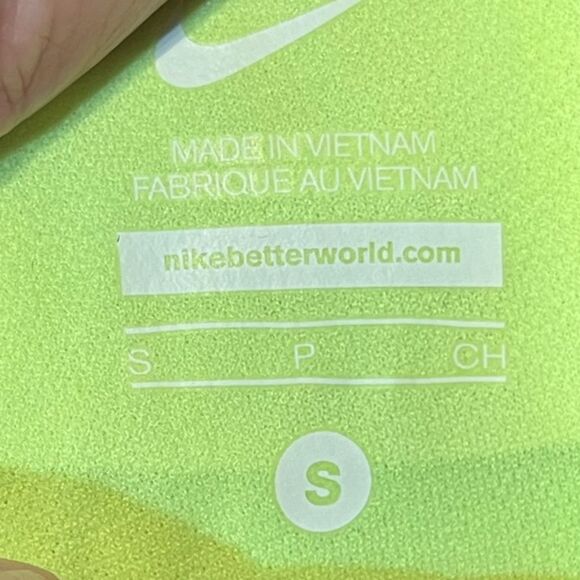 MADE IN VIETNAM
FABRIQUE AU VIETNAM
nikebetterworld.com
S P CH
S